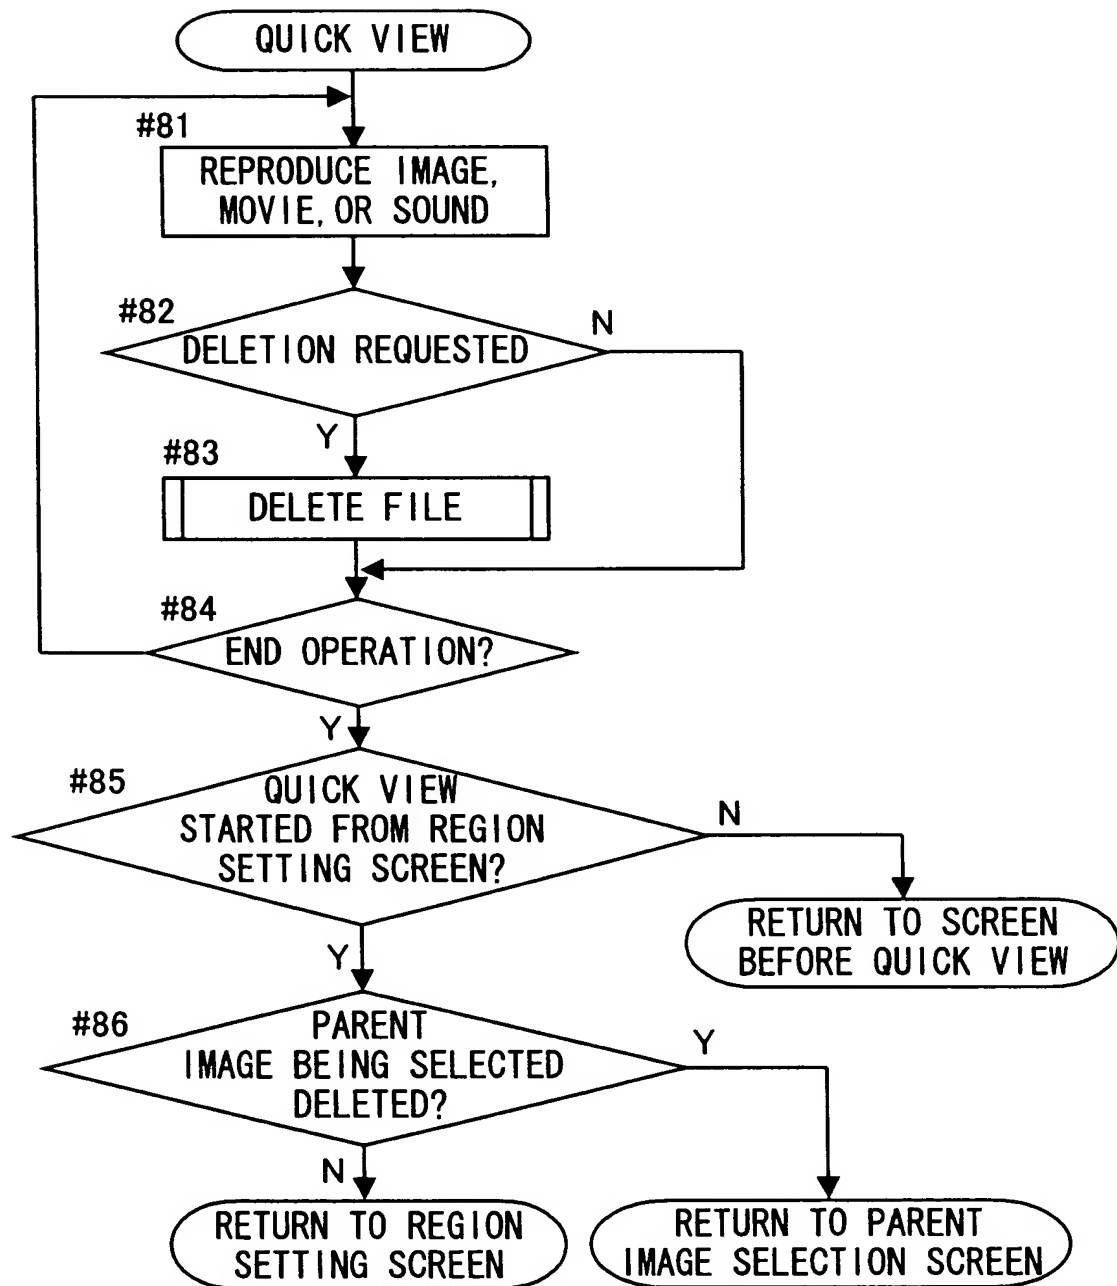 QUICK VIEW
#81
REPRODUCE IMAGE,
MOVIE, OR SOUND
#82
DELETION REQUESTED
N
Y
#83
DELETE FILE
#84
END OPERATION?
Y
#85
QUICK VIEW
STARTED FROM REGION
SETTING SCREEN?
N
RETURN TO SCREEN
BEFORE QUICK VIEW
Y
#86
PARENT
IMAGE BEING SELECTED
DELETED?
Y
N
RETURN TO REGION
SETTING SCREEN
RETURN TO PARENT
IMAGE SELECTION SCREEN